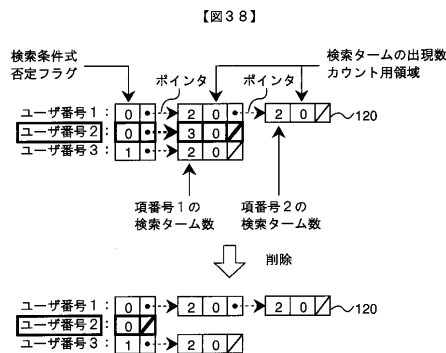 【図３８】
検索条件式
否定フラグ
ポインタ
ポインタ
検索タームの出現数
カウント用領域
ユーザ番号１： 0 2 0 2 0 120
ユーザ番号２： 0 3 0
ユーザ番号３： 1 2 0
項番号１の
検索ターム数
項番号２の
検索ターム数
削除
ユーザ番号１： 0 2 0 2 0 120
ユーザ番号２： 0
ユーザ番号３： 1 2 0